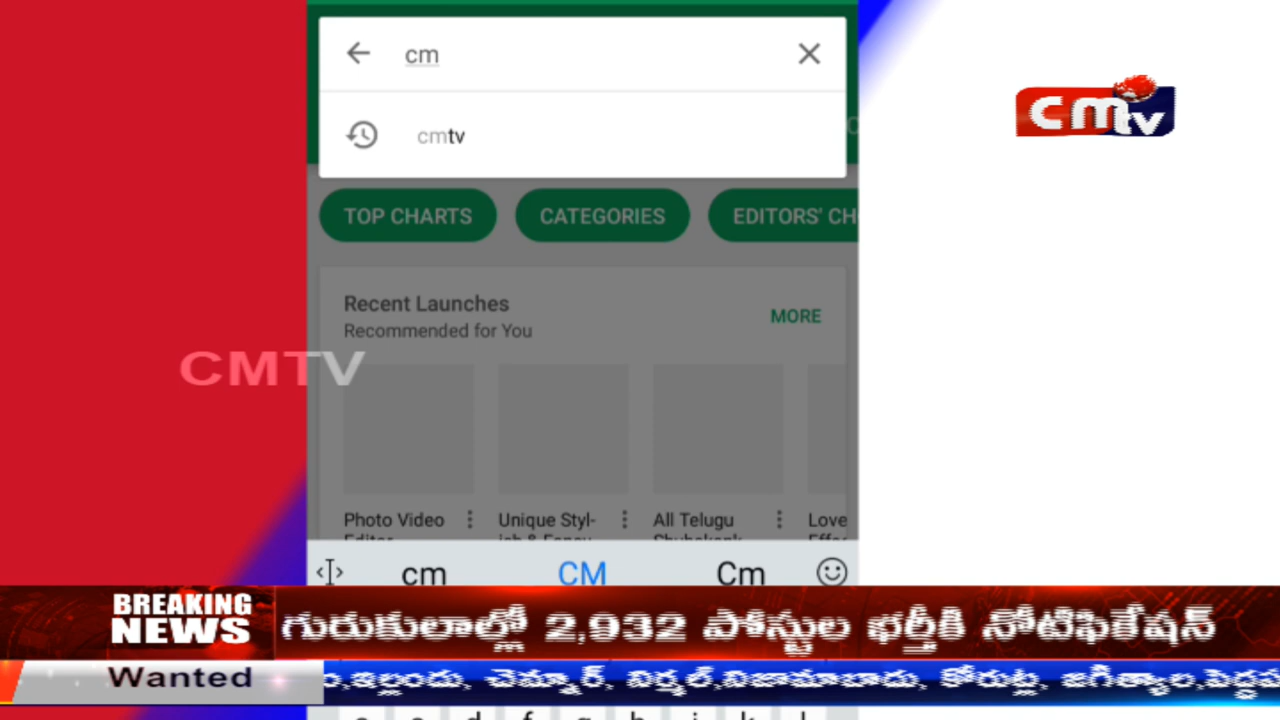 cm
cmtv
cmtv
TOP CHARTS CATEGORIES EDITORS'
Recent Launches
Recommended for You
MORE
CMTV
Photo Video
Unique Styl-
All Telugu
Love
Editor
cm CM Cm
BREAKING
NEWS
గురుకులాల్లో 2,932 పోస్టుల భర్తీకి నోటిఫికేషన్
Wanted
చెన్నూర్, నిర్మల్,నిజామాబాదు, కోరుట్ల, జగిత్యాల,
d f g h j k l